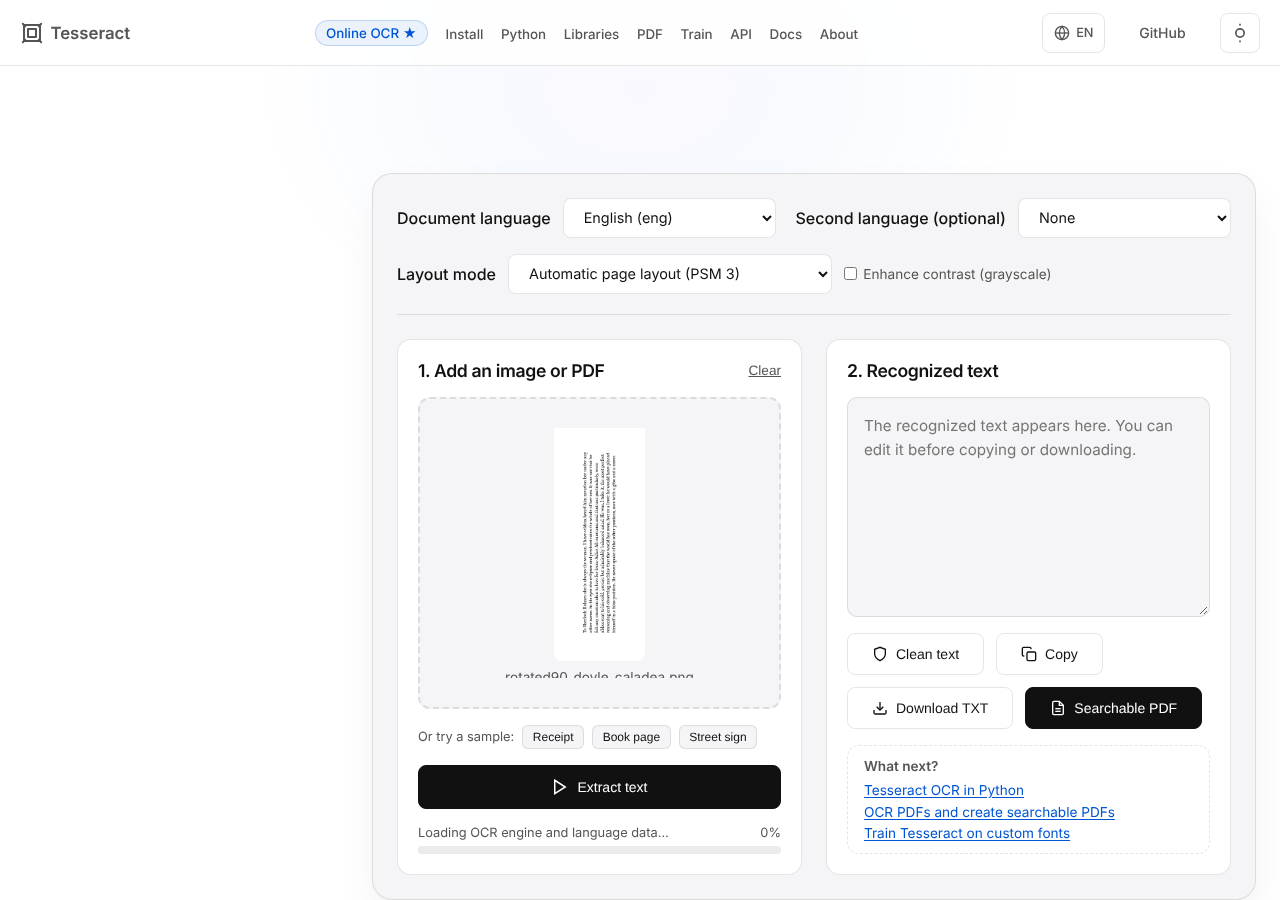 Tesseract
Online OCR ★
Install
Python
Libraries
PDF
Train
API
Docs
About
EN
GitHub
Document language
English (eng)
Second language (optional)
None
Layout mode
Automatic page layout (PSM 3)
Enhance contrast (grayscale)
1. Add an image or PDF
Clear
rotated90_doyle_caladea.png
Or try a sample:
Receipt
Book page
Street sign
Extract text
Loading OCR engine and language data...
0%
2. Recognized text
The recognized text appears here. You can
edit it before copying or downloading.
Clean text
Copy
Download TXT
Searchable PDF
What next?
Tesseract OCR in Python
OCR PDFs and create searchable PDFs
Train Tesseract on custom fonts